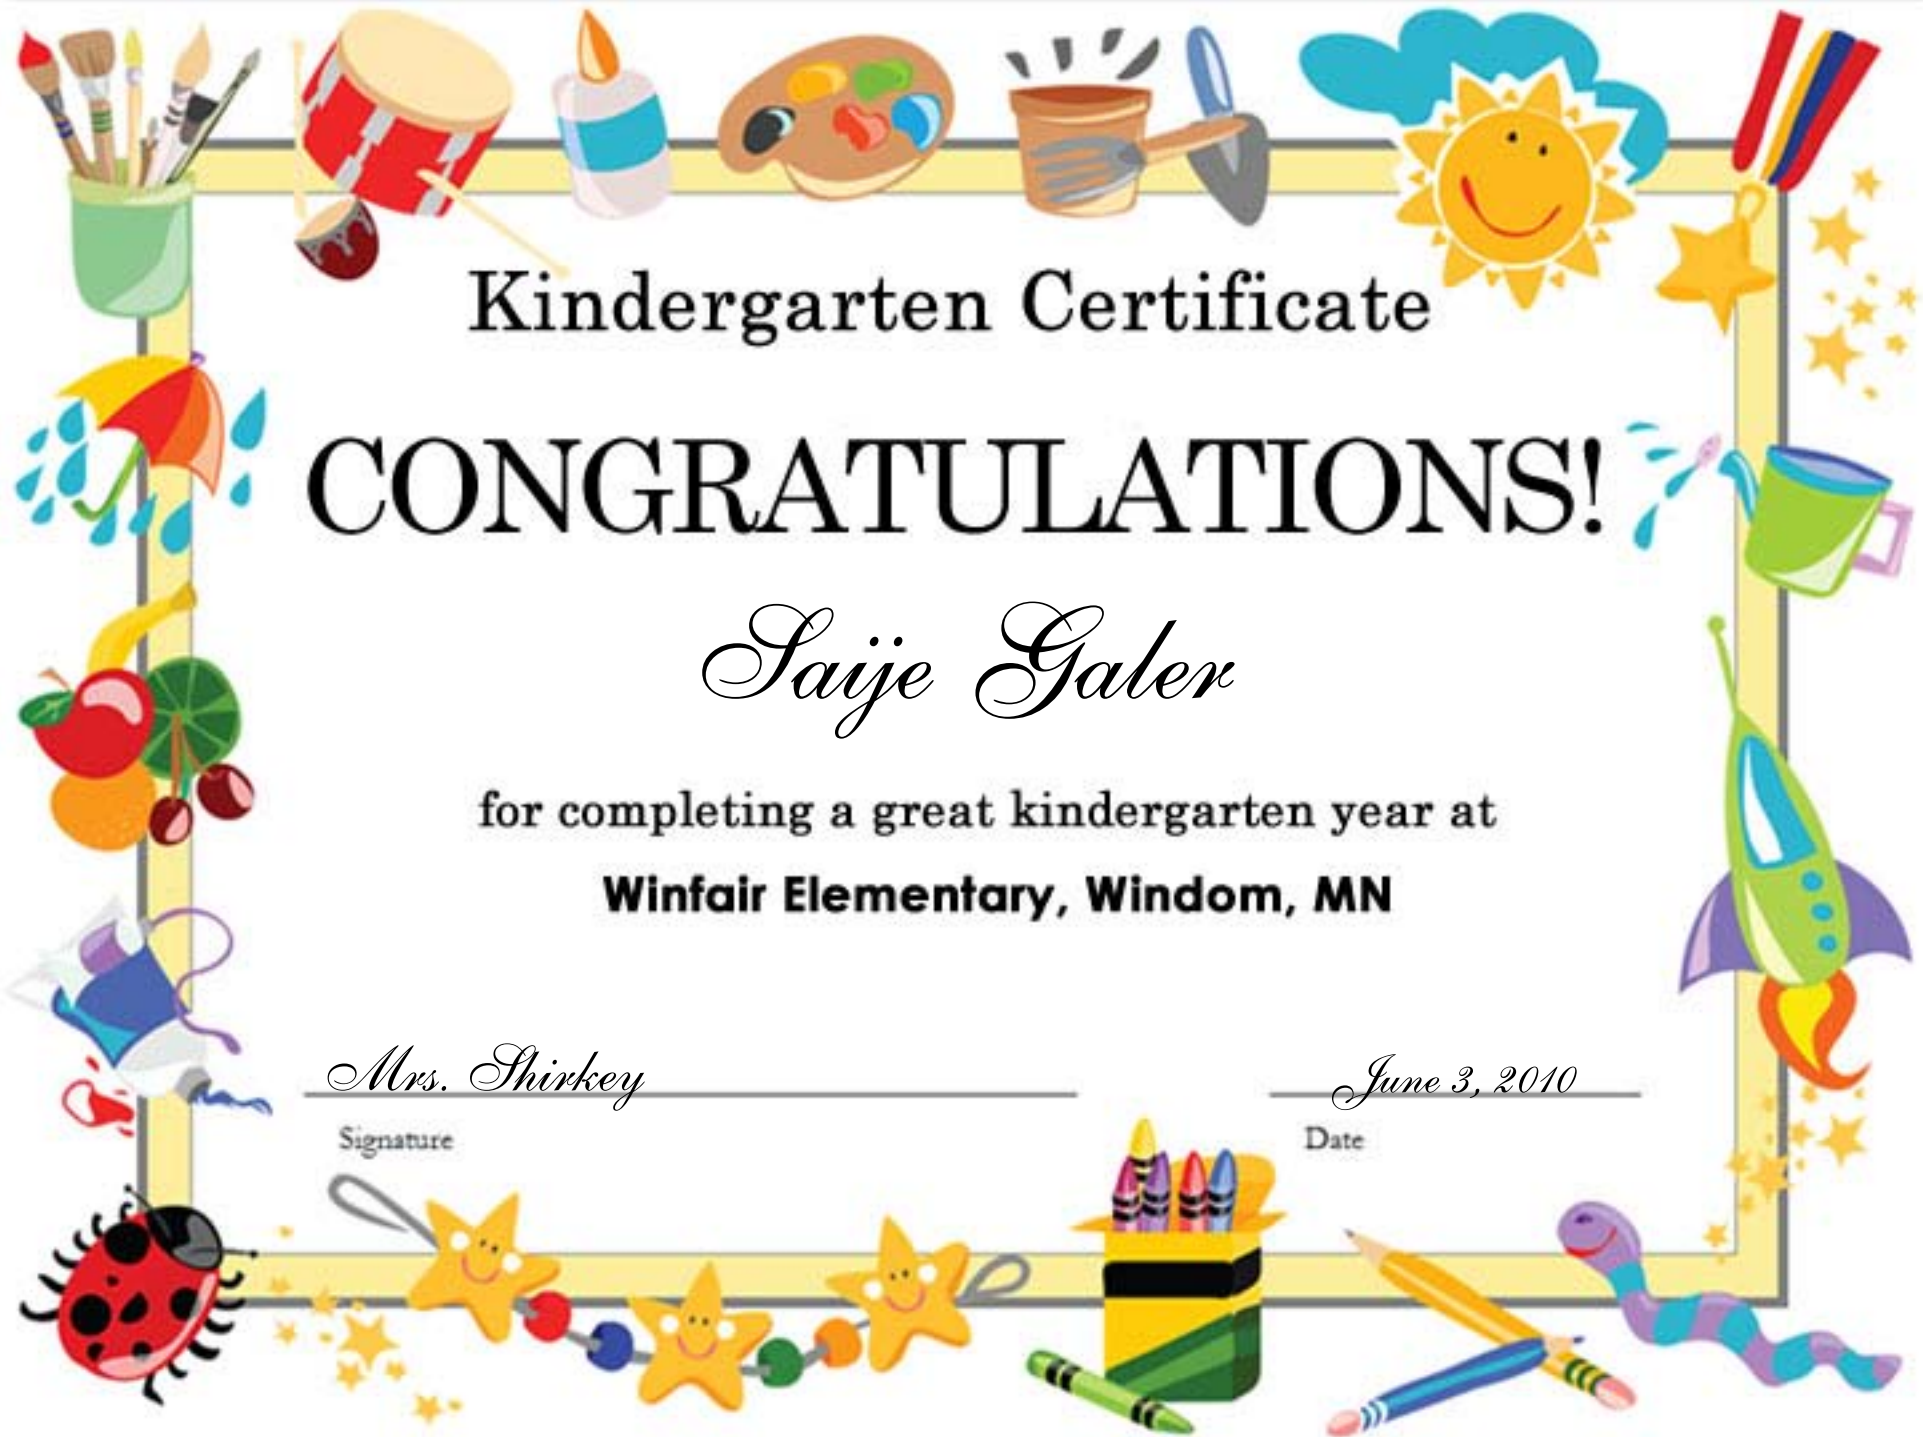 Kindergarten Certificate
CONGRATULATIONS!
Saije Galer
for completing a great kindergarten year at
Winfair Elementary, Windom, MN
Mrs. Shirkey June 3, 2010
Signature Date